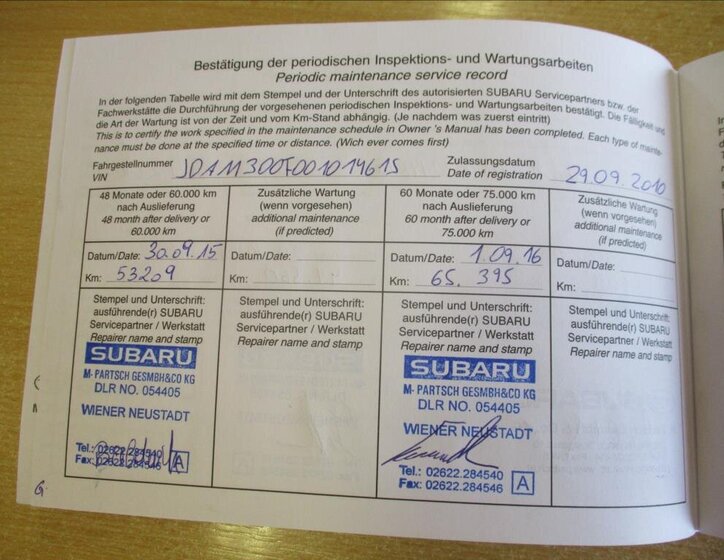 Bestätigung der periodischen Inspektions- und Wartungsarbeiten
Periodic maintenance service record
In der folgenden Tabelle wird mit dem Stempel und der Unterschrift des autorisierten SUBARU Servicepartners bzw. der
Fachwerkstätte die Durchführung der vorgesehenen periodischen Inspektions- und Wartungsarbeiten bestätigt. Die Fälligkeit und
die Art der Wartung ist von der Zeit und vom Km-Stand abhängig. (Je nachdem was zuerst eintritt)
This is to certify the work specified in the maintenance schedule in Owner´s Manual has been completed. Each type of mainte-
nance must be done at the specified time or distance. (Wich ever comes first)
Fahrgestellnummer
VIN
Zulassungsdatum
Date of registration 29.09.2010
48 Monate oder 60.000 km
nach Auslieferung
48 month after delivery or
60.000 km
Zusätzliche Wartung
(wenn vorgesehen)
additional maintenance
(if predicted)
60 Monate oder 75.000 km
nach Auslieferung
60 month after delivery or
75.000 km
Zusätzliche Wartung
(wenn vorgesehen)
additional maintenance
(if predicted)
Datum/Date: 30.09.15
Km: 53209
Datum/Date:
Km:
Datum/Date: 1.09.16
Km: 65.395
Datum/Date:
Km:
Stempel und Unterschrift:
ausführende(r) SUBARU
Servicepartner / Werkstatt
Repairer name and stamp
SUBARU
M- PARTSCH GESMBH&CO KG
DLR NO. 054405
WIENER NEUSTADT
Tel.: 02622.284540
Fax: 02622.284546 A
Stempel und Unterschrift:
ausführende(r) SUBARU
Servicepartner / Werkstatt
Repairer name and stamp
Stempel und Unterschrift:
ausführende(r) SUBARU
Servicepartner / Werkstatt
Repairer name and stamp
SUBARU
M- PARTSCH GESMBH&CO KG
DLR NO. 054405
WIENER NEUSTADT
Tel.: 02622.284540
Fax: 02622.284546 A
Stempel und Unterschrift:
ausführende(r) SUBARU
Servicepartner / Werkstatt
Repairer name and stamp